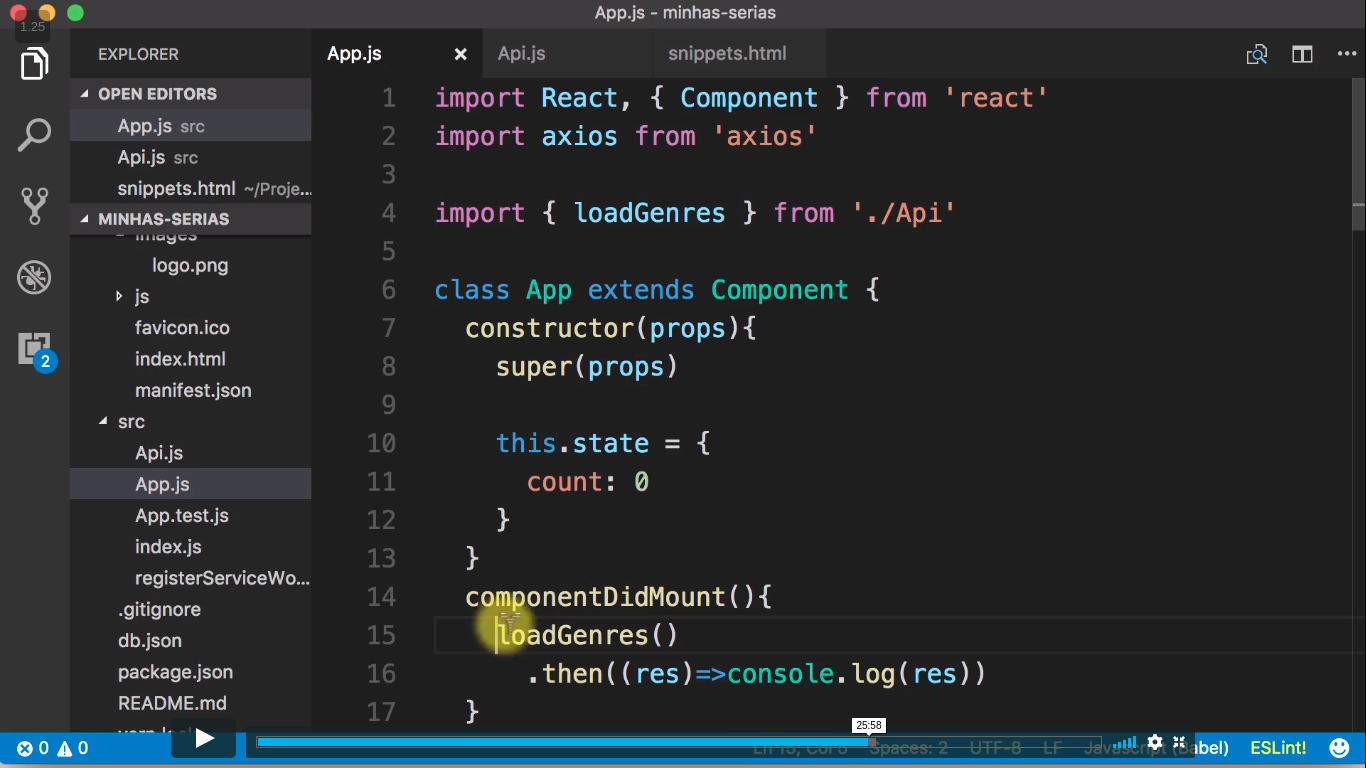 App.js - minhas-serias
1.25
EXPLORER
OPEN EDITORS
App.js src
Api.js src
snippets.html ~/Proje...
MINHAS-SERIAS
images
logo.png
js
favicon.ico
index.html
manifest.json
src
Api.js
App.js
App.test.js
index.js
registerServiceWo...
.gitignore
db.json
package.json
README.md
2
App.js Api.js snippets.html
1 import React, { Component } from 'react'
2 import axios from 'axios'
3
4 import { loadGenres } from './Api'
5
6 class App extends Component {
7 constructor(props){
8 super(props)
9
10 this.state = {
11 count: 0
12 }
13 }
14 componentDidMount(){
15 loadGenres()
16 .then((res)=>console.log(res))
17 }
25:58
0 0 Ln 15, Col 5 Spaces: 2 UTF-8 LF Javascript (Babel) ESLint!